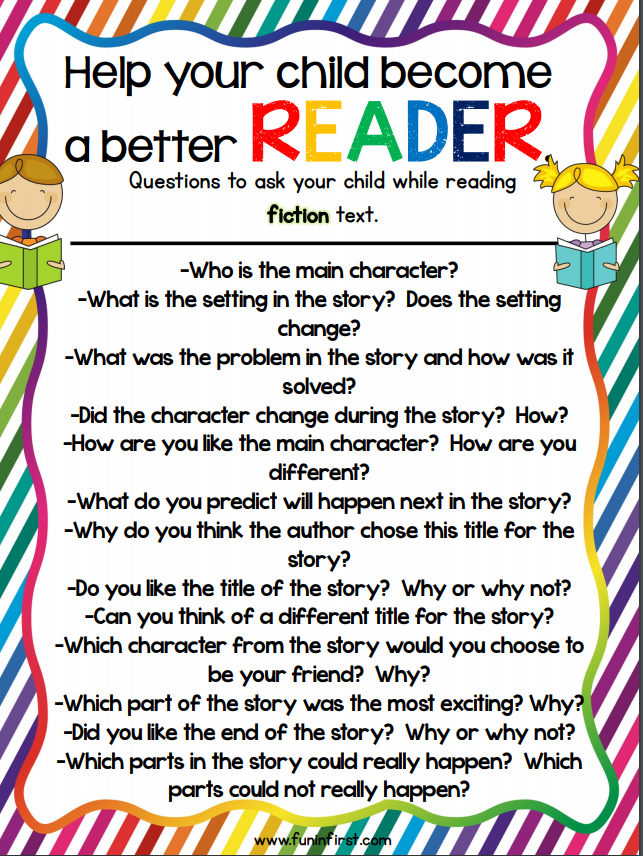 Help your child become
a better READER
Questions to ask your child while reading
fiction text.
-Who is the main character?
-What is the setting in the story? Does the setting
change?
-What was the problem in the story and how was it
solved?
-Did the character change during the story? How?
-How are you like the main character? How are you
different?
-What do you predict will happen next in the story?
-Why do you think the author chose this title for the
story?
-Do you like the title of the story? Why or why not?
-Can you think of a different title for the story?
-Which character from the story would you choose to
be your friend? Why?
-Which part of the story was the most exciting? Why?
-Did you like the end of the story? Why or why not?
-Which parts in the story could really happen? Which
parts could not really happen?
www.funinfirst.com